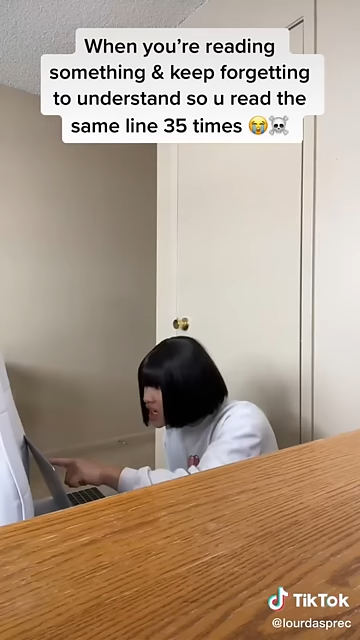 When you’re reading
something & keep forgetting
to understand so u read the
same line 35 times 😭☠️
TikTok
@lourdasprec